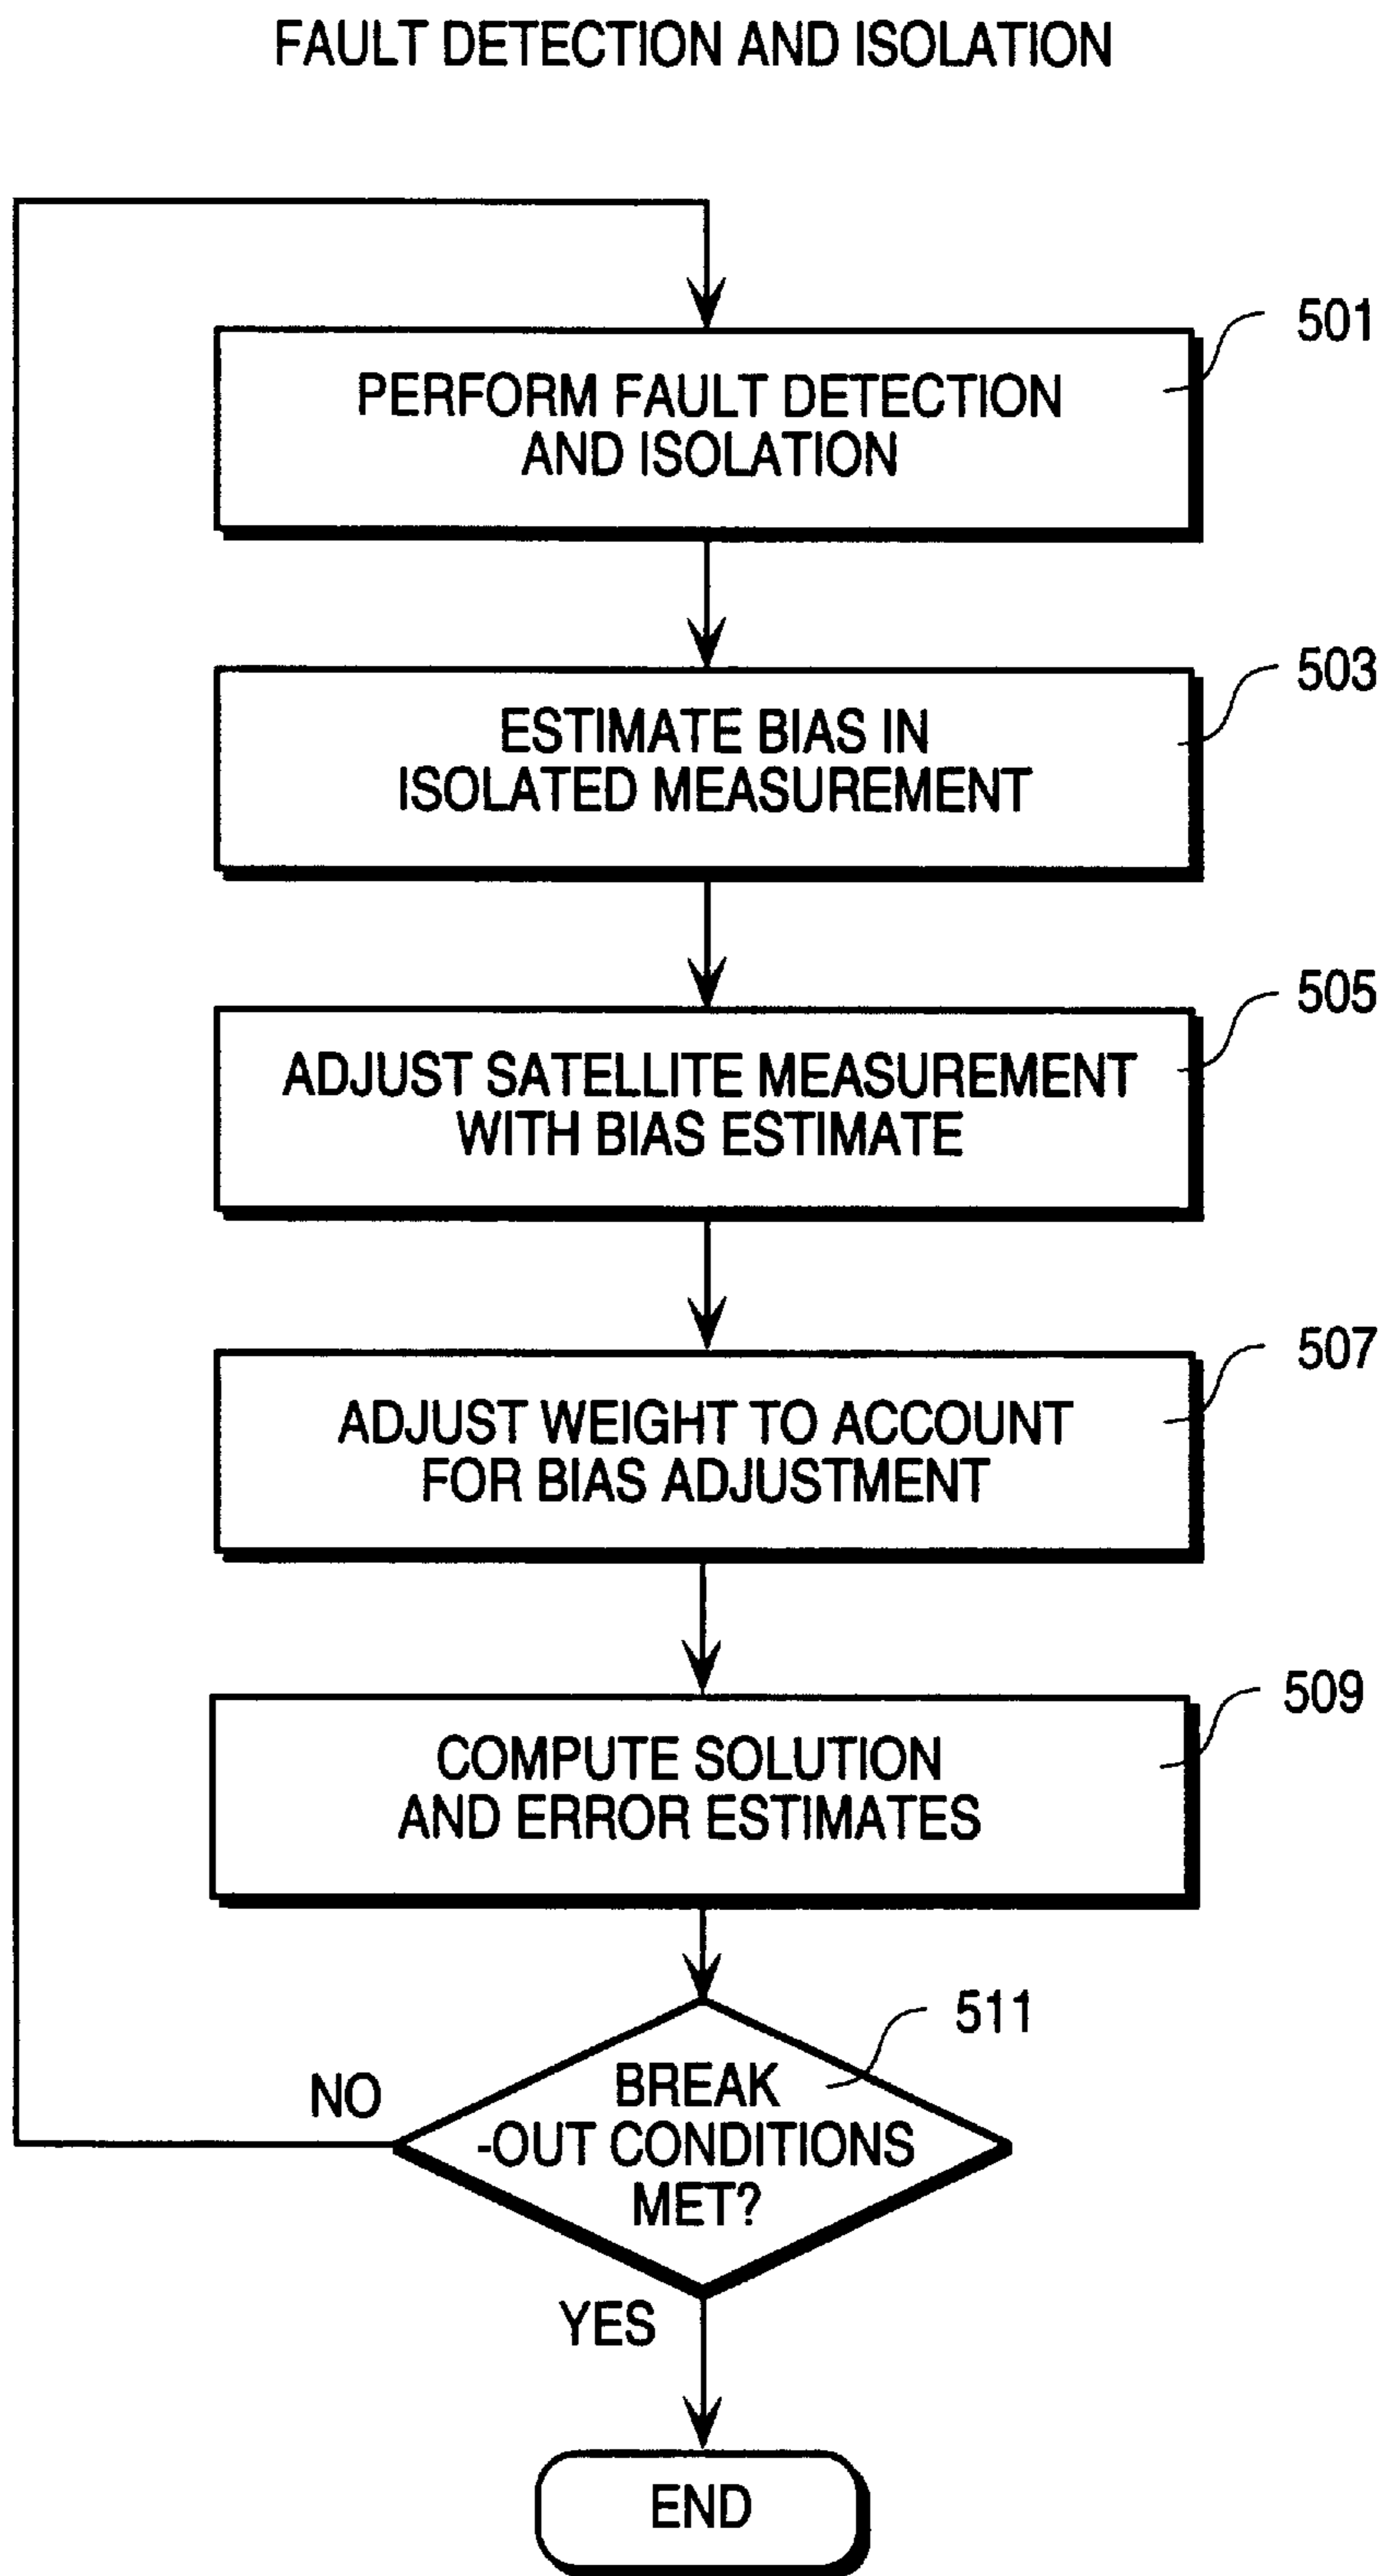 FAULT DETECTION AND ISOLATION
501
PERFORM FAULT DETECTION
AND ISOLATION
503
ESTIMATE BIAS IN
ISOLATED MEASUREMENT
505
ADJUST SATELLITE MEASUREMENT
WITH BIAS ESTIMATE
507
ADJUST WEIGHT TO ACCOUNT
FOR BIAS ADJUSTMENT
509
COMPUTE SOLUTION
AND ERROR ESTIMATES
511
NO
BREAK
-OUT CONDITIONS
MET?
YES
END